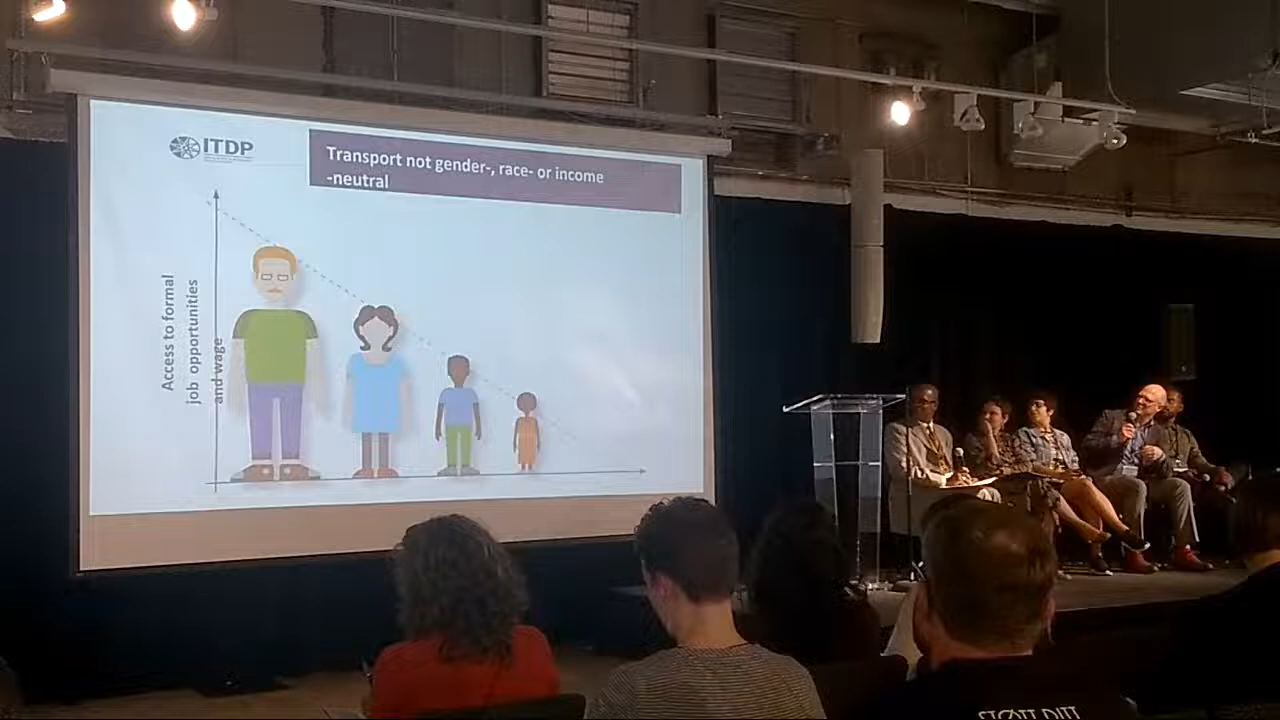 ITDP
Transport not gender-, race- or income
-neutral
Access to formal
job opportunities
and wage